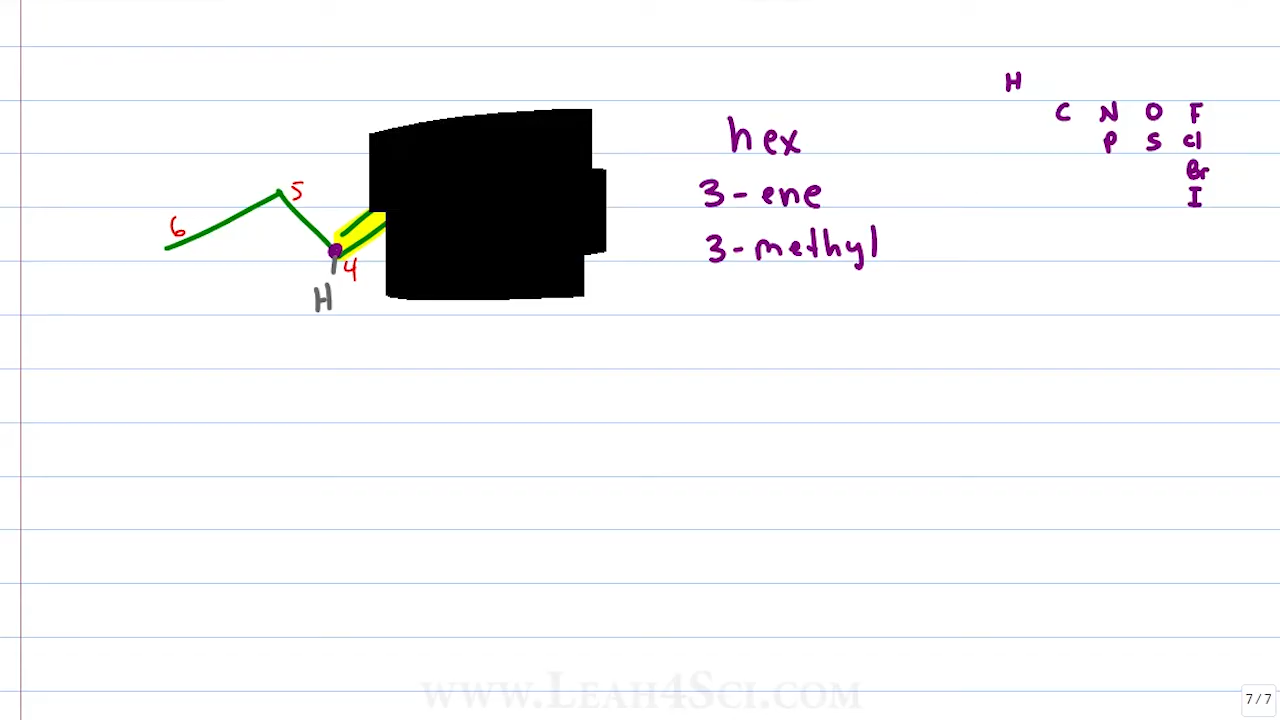 H
C N O F
hex
P S Cl
Br
3-ene
I
5
6
3-methyl
4
H
www.Leah4Sci.com
7/7